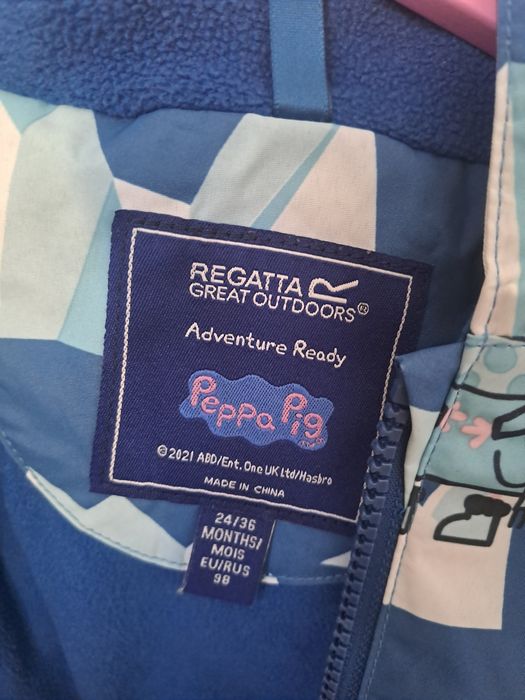 REGATTA
GREAT OUTDOORS®
Adventure Ready
Peppa Pig
© 2021 ABD/Ent. One UK Ltd/Hasbro
MADE IN CHINA
24/36
MONTHS/
MOIS
EU/RUS
98